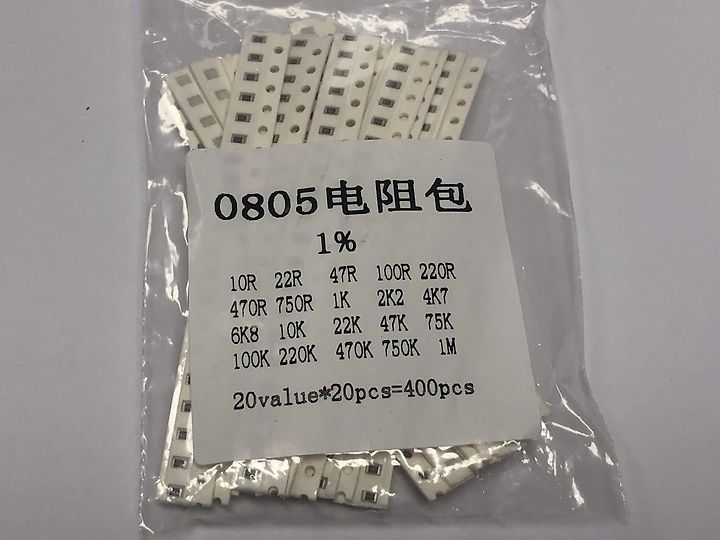 0805电阻包
1%
10R 22R 47R 100R 220R
470R 750R 1K 2K2 4K7
6K8 10K 22K 47K 75K
100K 220K 470K 750K 1M
20value*20pcs=400pcs